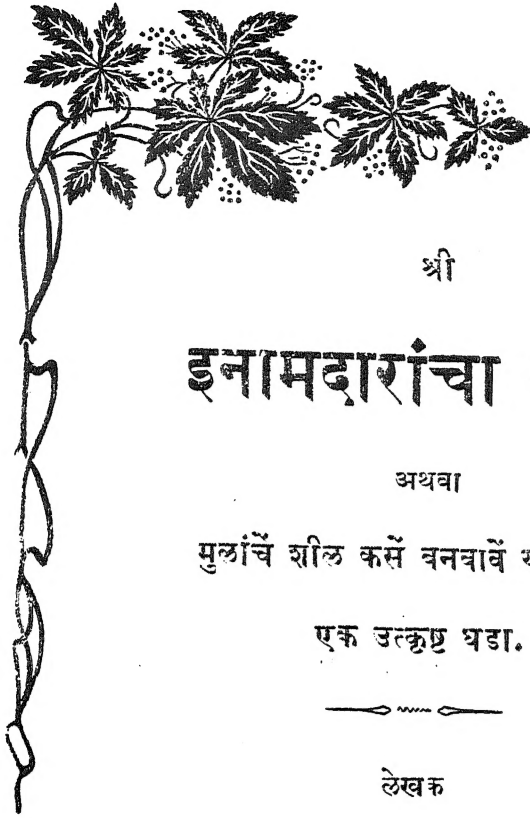 श्री
इनामदारांचा
अथवा
मुलांचें शील कसें बनवावें
एक उत्कृष्ट धडा.
लेखक